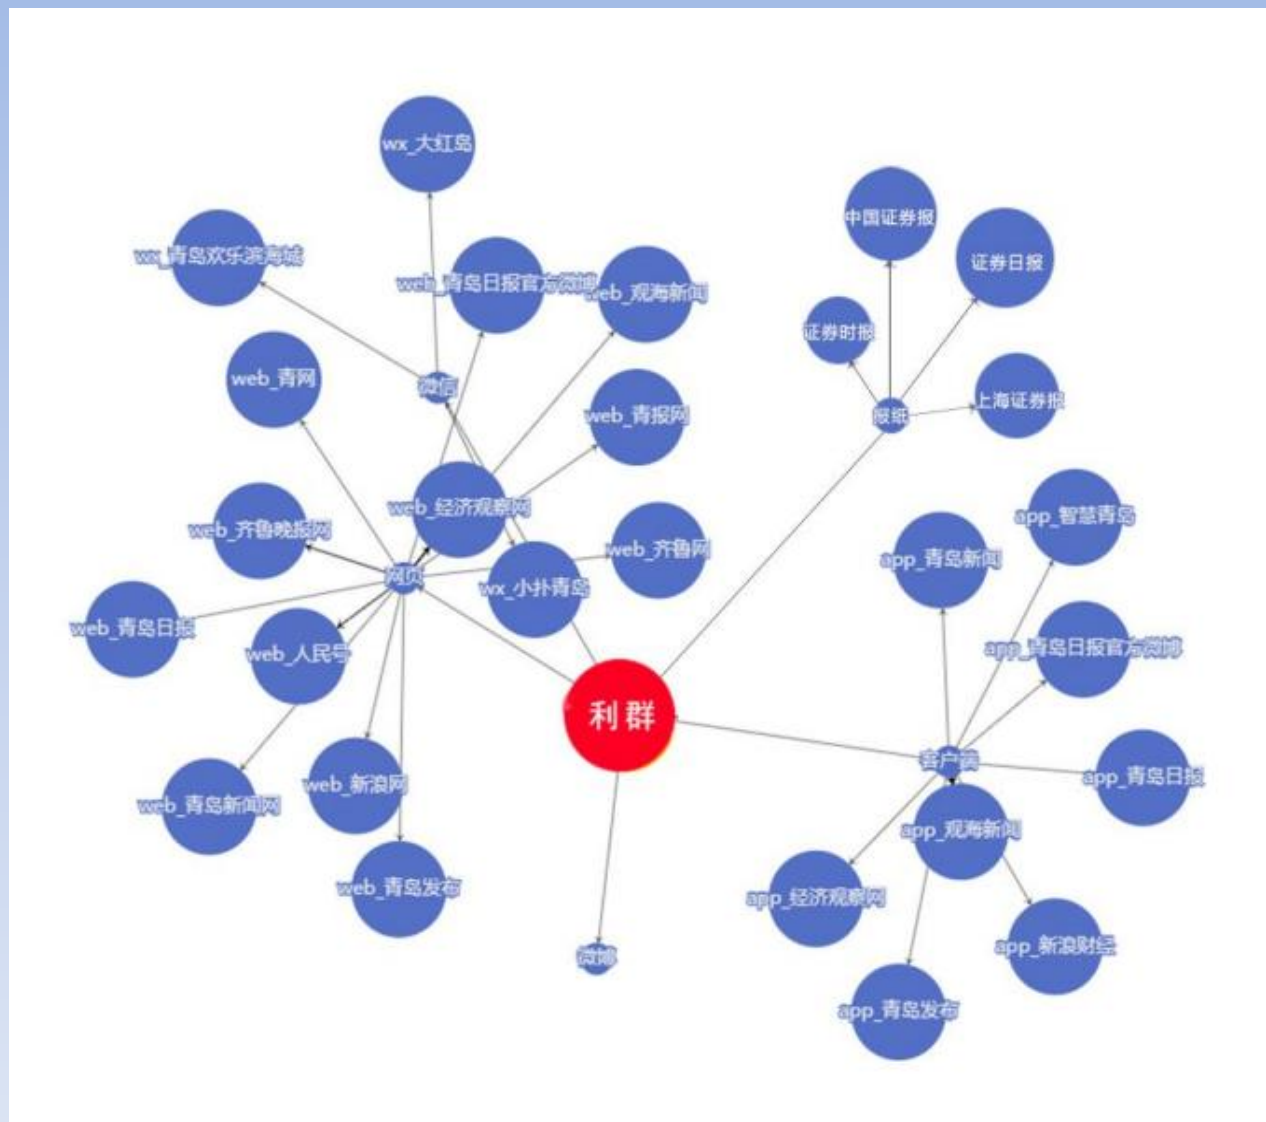 wx_大红岛
中国证券报
wx_青岛欢乐滨海城
证券日报
web_青岛日报官方微博
web_观海新闻
证券时报
web_青网
微信
上海证券报
web_青报网
报纸
web_经济观察网
app_智慧青岛
web_齐鲁晚报网
web_齐鲁网
app_青岛新闻
网页
wx_小扑青岛
web_青岛日报
web_人民号
app_青岛日报官方微博
利群
客户端
app_青岛日报
web_新浪网
web_青岛新闻网
app_观海新闻
web_青岛发布
app_经济观察网
app_新浪财经
微博
app_青岛发布